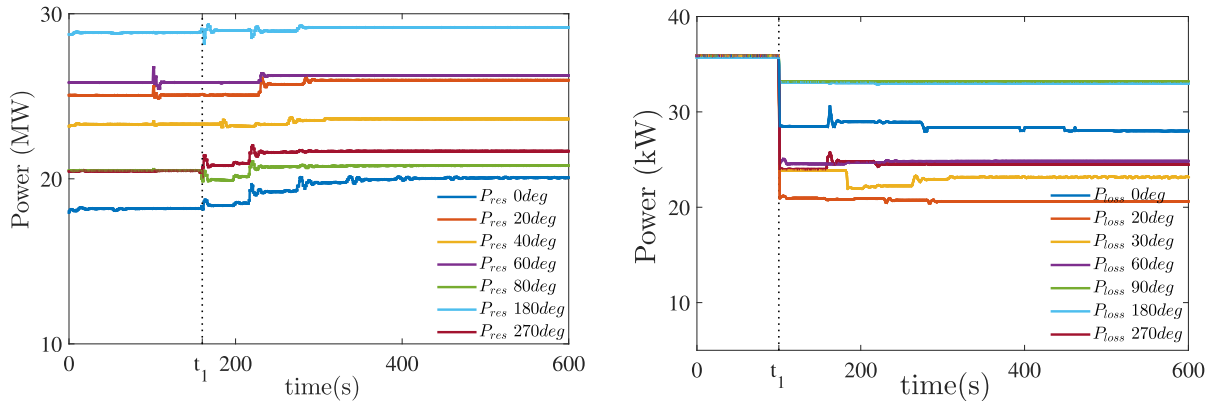 30
20
10
Power (MW)
P_res 0deg
P_res 20deg
P_res 40deg
P_res 60deg
P_res 80deg
P_res 180deg
P_res 270deg
0
t_1
200
400
600
time(s)
40
30
20
10
Power (kW)
P_loss 0deg
P_loss 20deg
P_loss 30deg
P_loss 60deg
P_loss 90deg
P_loss 180deg
P_loss 270deg
0
t_1
200
400
600
time(s)